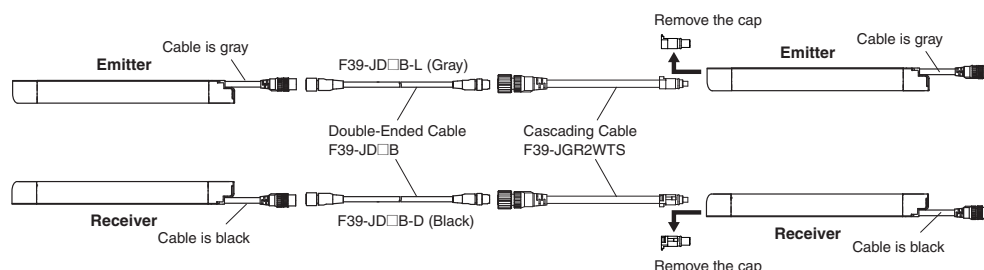 Remove the cap
Cable is gray
Emitter
F39-JD□B-L (Gray)
Emitter
Cable is gray
Double-Ended Cable
F39-JD□B
Cascading Cable
F39-JGR2WTS
Receiver
Cable is black
F39-JD□B-D (Black)
Receiver
Cable is black
Remove the cap